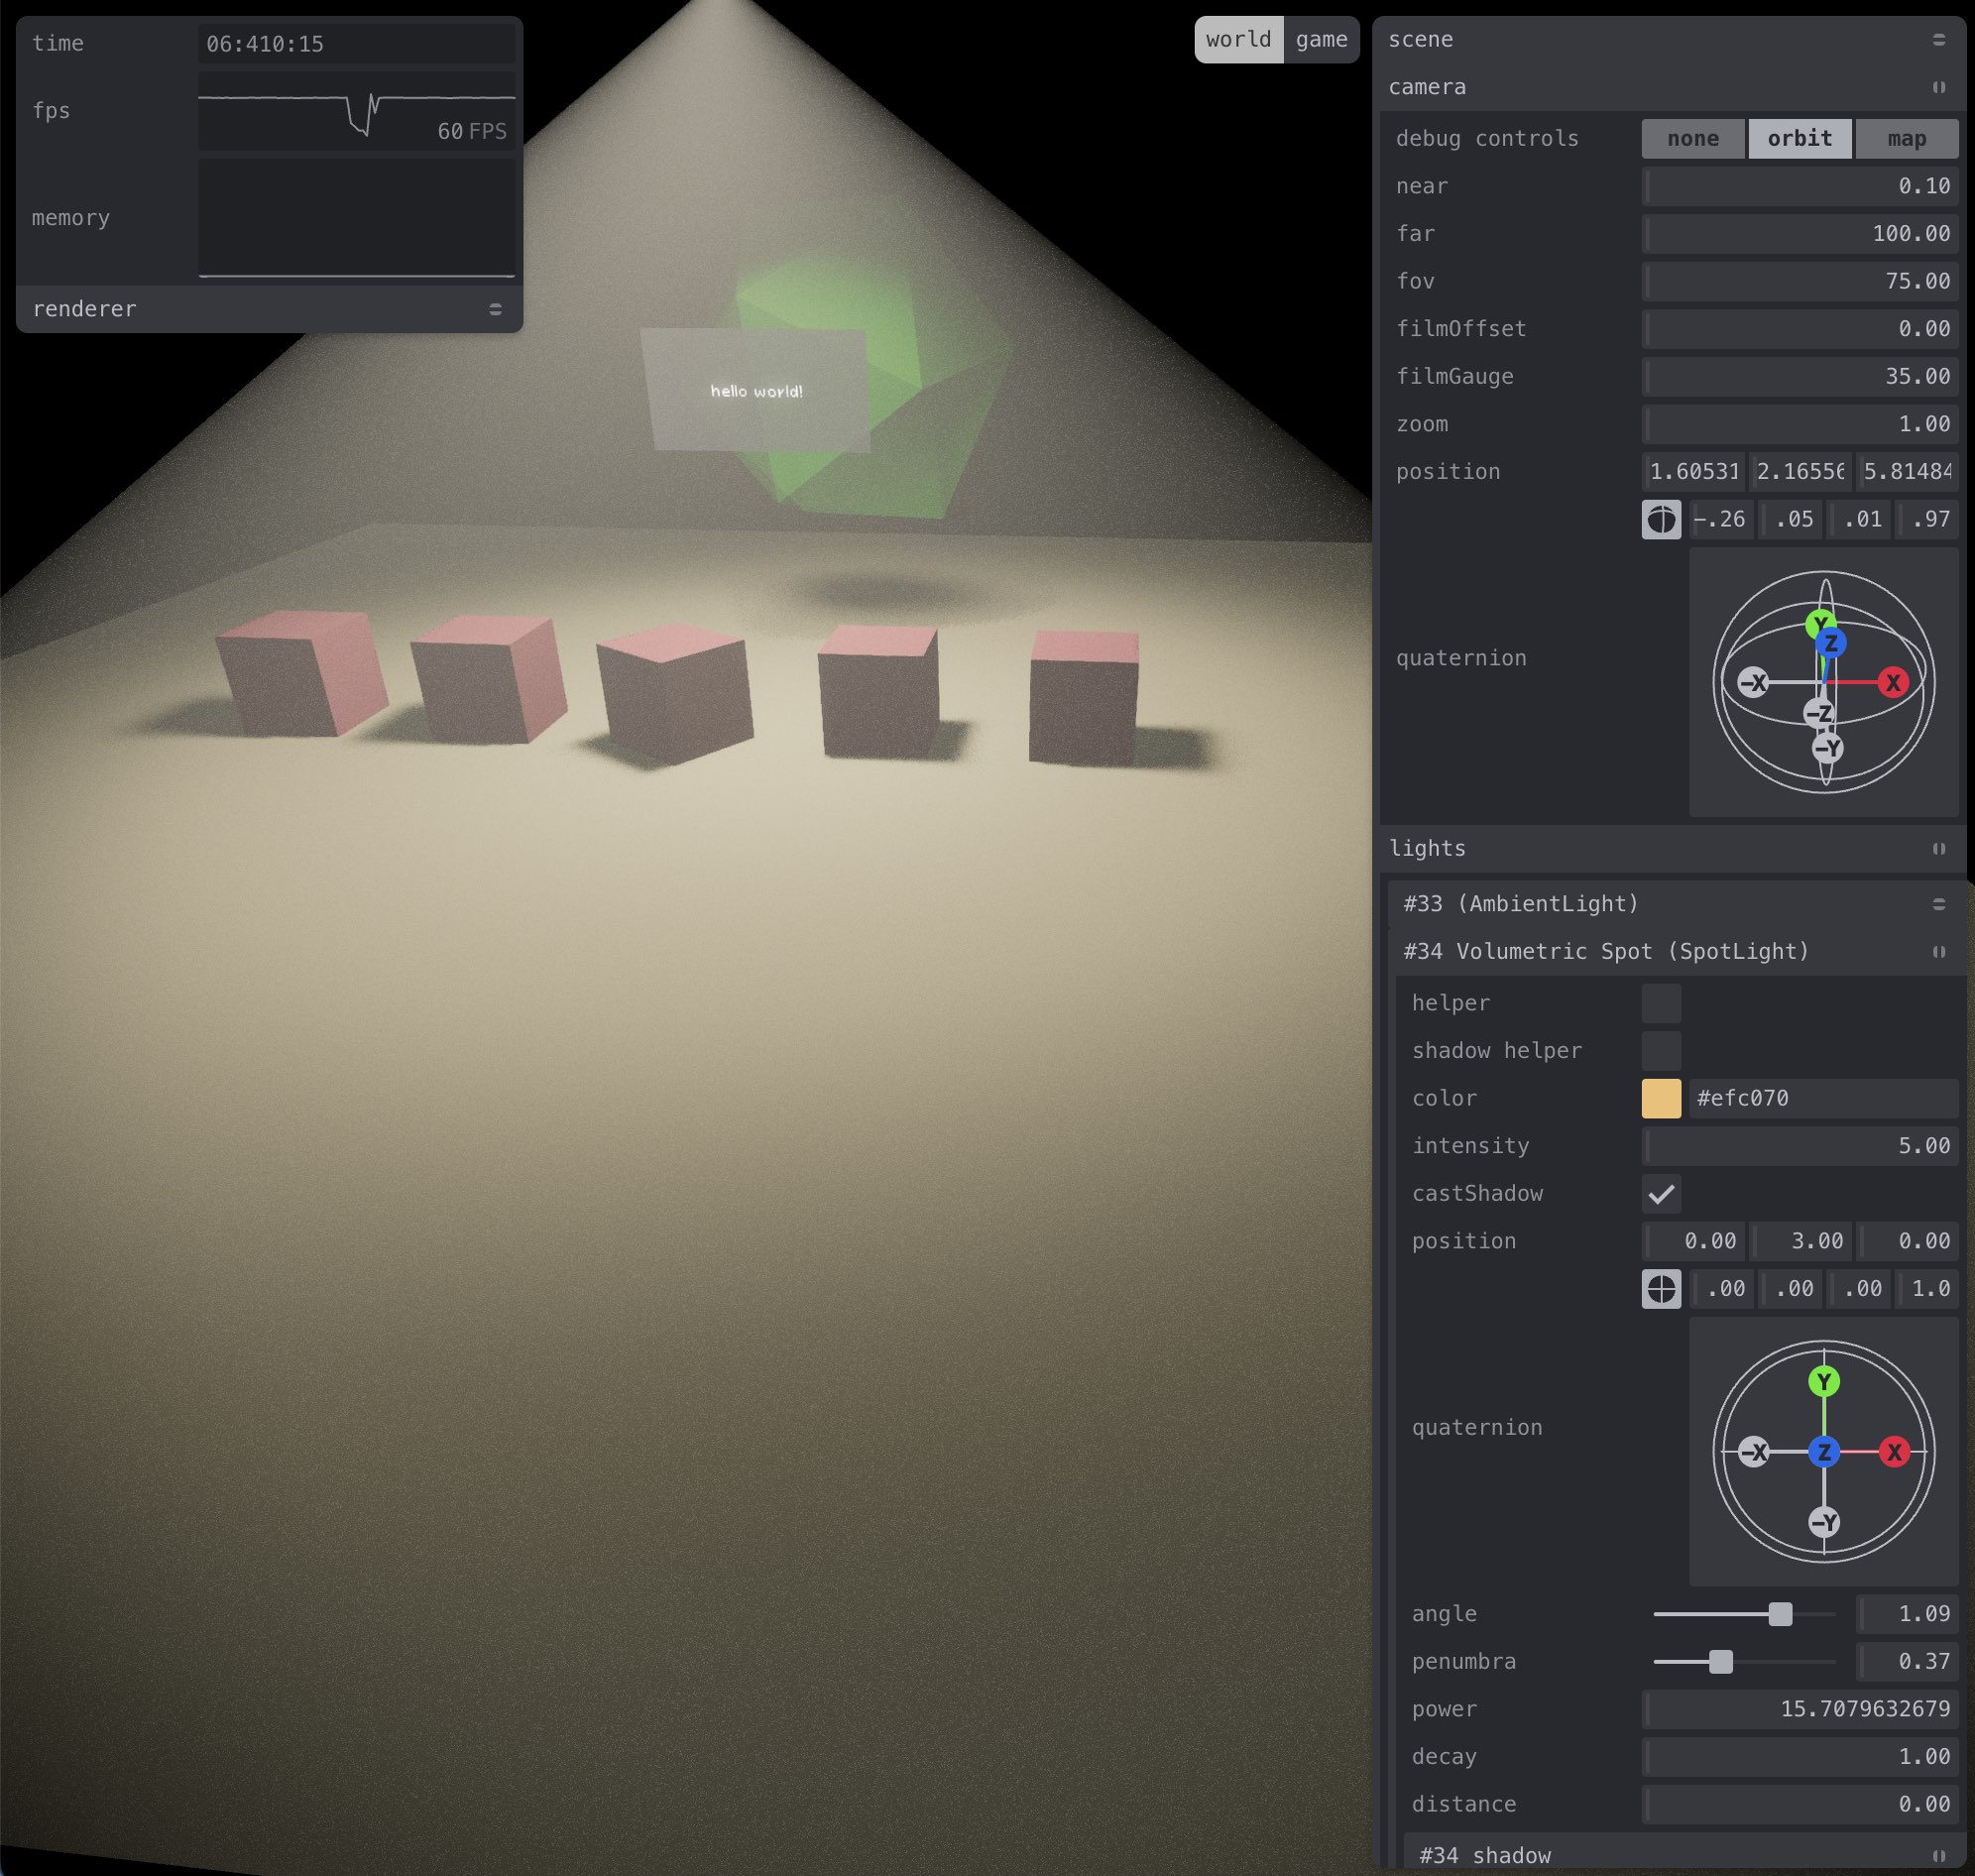 time 06:410:15
fps 60 FPS
memory
renderer
hello world!
world game
scene
camera
debug controls none orbit map
near 0.10
far 100.00
fov 75.00
filmOffset 0.00
filmGauge 35.00
zoom 1.00
position 1.60531 2.16556 5.81484
−.26 .05 .01 .97
quaternion
Y
Z
−X X
−Z
−Y
lights
#33 (AmbientLight)
#34 Volumetric Spot (SpotLight)
helper
shadow helper
color #efc070
intensity 5.00
castShadow
position 0.00 3.00 0.00
.00 .00 .00 1.0
quaternion
Y
−X Z X
−Y
angle 1.09
penumbra 0.37
power 15.7079632679
decay 1.00
distance 0.00
#34 shadow